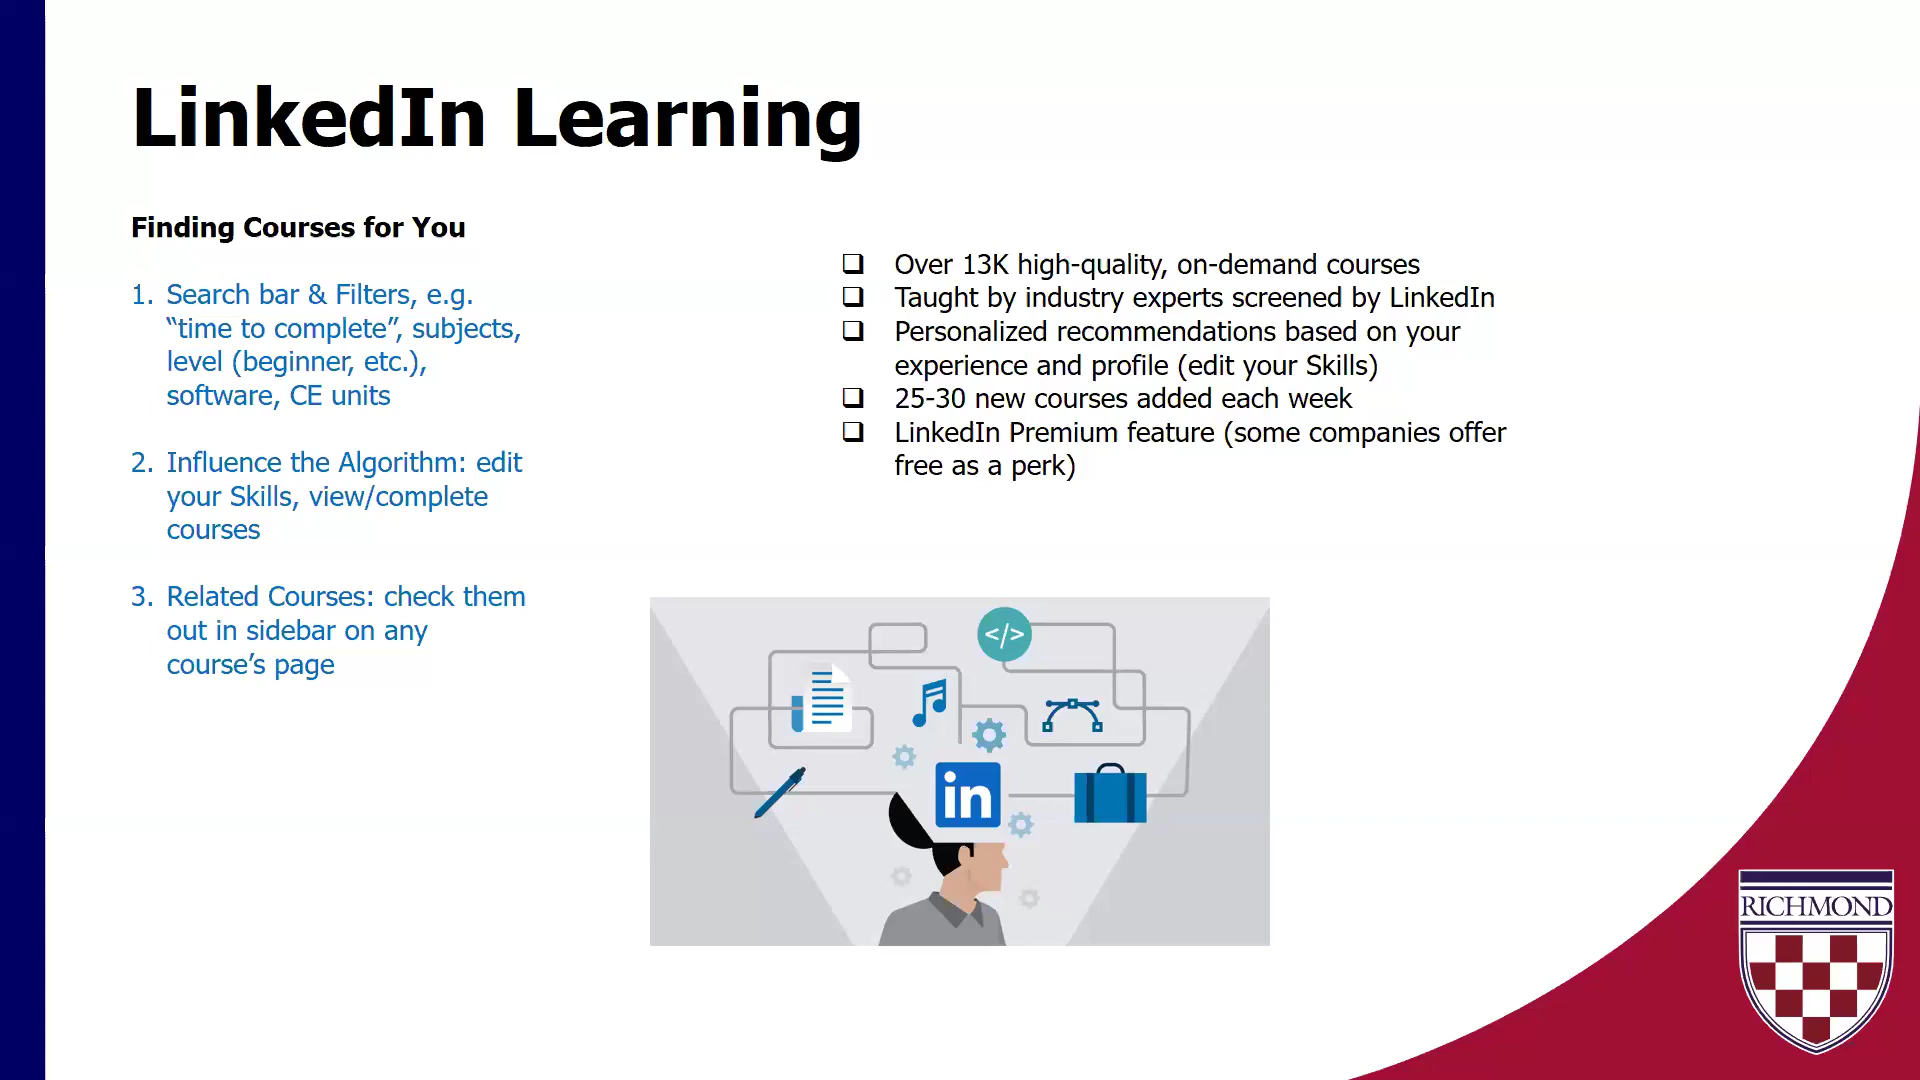 LinkedIn Learning
Finding Courses for You
1. Search bar & Filters, e.g.
“time to complete”, subjects,
level (beginner, etc.),
software, CE units
2. Influence the Algorithm: edit
your Skills, view/complete
courses
3. Related Courses: check them
out in sidebar on any
course’s page
❑ Over 13K high-quality, on-demand courses
❑ Taught by industry experts screened by LinkedIn
❑ Personalized recommendations based on your
experience and profile (edit your Skills)
❑ 25-30 new courses added each week
❑ LinkedIn Premium feature (some companies offer
free as a perk)
</>
in
RICHMOND